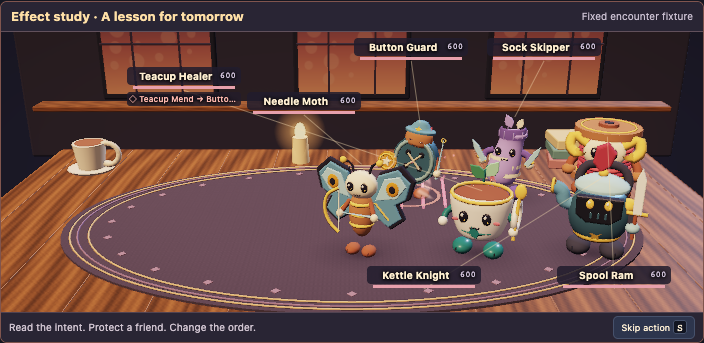 Effect study · A lesson for tomorrow
Fixed encounter fixture
Button Guard 600
Sock Skipper 600
Teacup Healer 600
◇ Teacup Mend → Butto...
Needle Moth 600
Kettle Knight 600
Spool Ram 600
Read the intent. Protect a friend. Change the order.
Skip action S